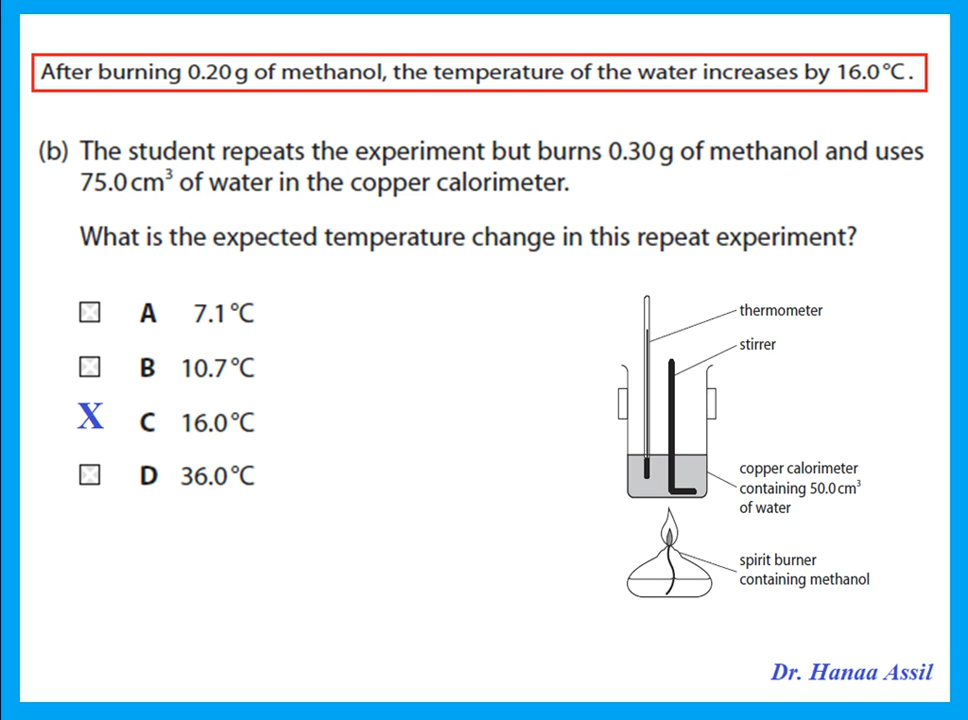 After burning 0.20 g of methanol, the temperature of the water increases by 16.0 °C.
(b) The student repeats the experiment but burns 0.30 g of methanol and uses
75.0 cm³ of water in the copper calorimeter.
What is the expected temperature change in this repeat experiment?
A 7.1 °C
B 10.7 °C
X C 16.0 °C
D 36.0 °C
thermometer
stirrer
copper calorimeter
containing 50.0 cm³
of water
spirit burner
containing methanol
Dr. Hanaa Assil